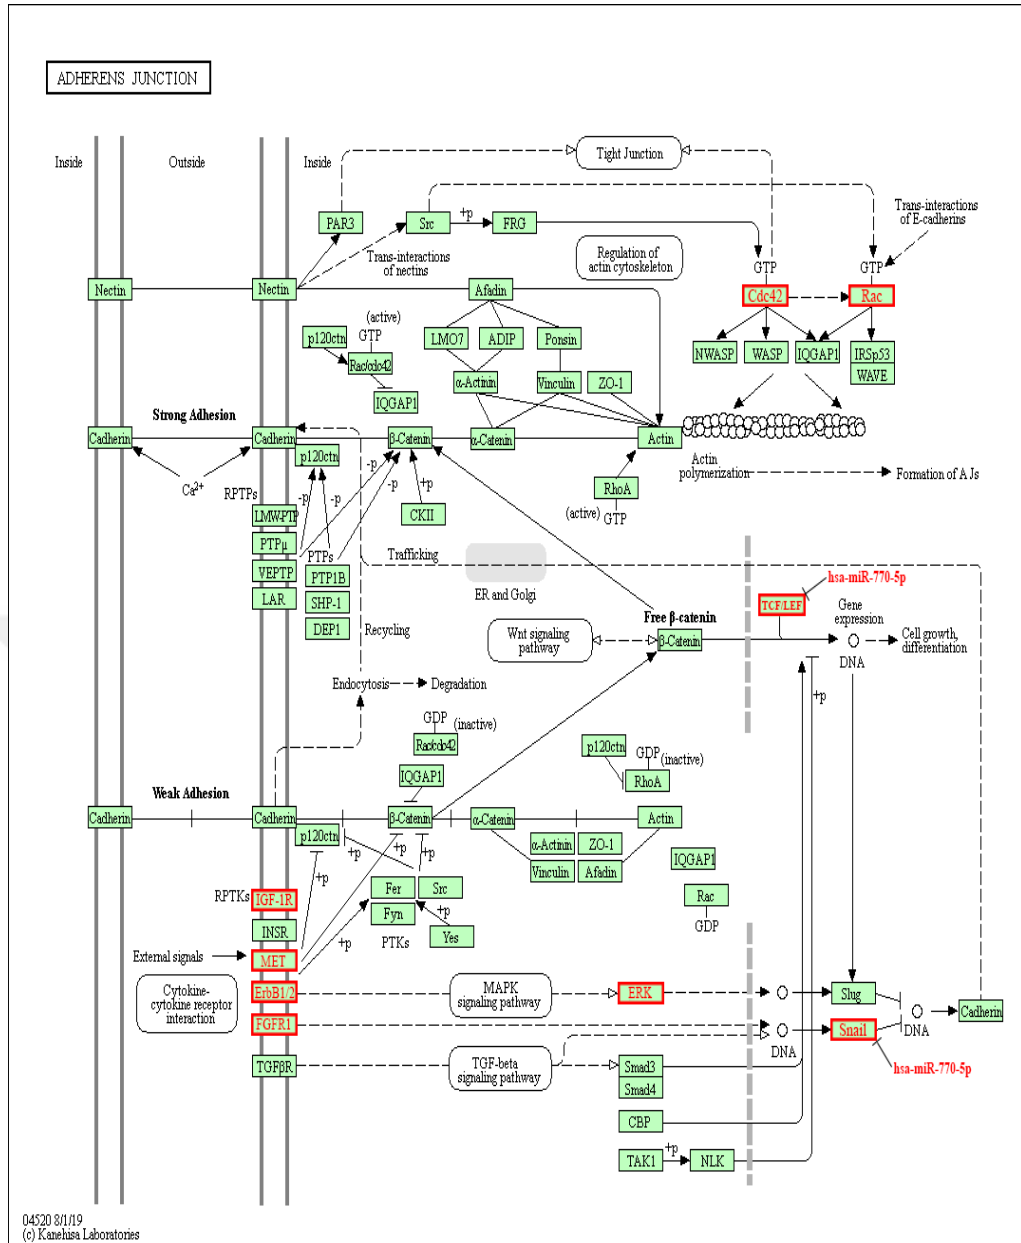 ADHERENS JUNCTION
Inside
Outside
Inside
Tight Junction
PAR3
Src
+p
FRG
Trans-interactions
of E-cadherins
Trans-interactions
of nectins
Regulation of
actin cytoskeleton
GTP
GTP
Nectin
Nectin
Afadin
Cdc42
Rac
(active)
GTP
p120ctn
Rac/cdc42
IQGAP1
LMO7
ADIP
Ponsin
NWASP
WASP
IQGAP1
IRSp53
WAVE
α-Actinin
Vinculin
ZO-1
Strong Adhesion
Cadherin
Cadherin
β-Catenin
α-Catenin
Actin
p120ctn
Ca2+
RPTPs
-p
-p
-p
-p
+p
CKII
RhoA
(active)
GTP
Actin
polymerization
Formation of AJs
LMW-PTP
PTPμ
VEPTP
LAR
PTPs
PTP1B
SHP-1
DEP1
Trafficking
ER and Golgi
hsa-miR-770-5p
TCF/LEF
Gene
expression
Free β-catenin
Recycling
Wnt signaling
pathway
β-Catenin
DNA
Cell growth,
differentiation
+p
Endocytosis
Degradation
GDP
(inactive)
Rac/cdc42
IQGAP1
p120ctn
GDP
(inactive)
RhoA
Weak Adhesion
Cadherin
Cadherin
β-Catenin
α-Catenin
Actin
p120ctn
+p
+p
+p
α-Actinin
ZO-1
Vinculin
Afadin
IQGAP1
Rac
GDP
RPTKs
IGF-1R
INSR
MET
ErbB1/2
FGFR1
TGFβR
Fer
Src
Fyn
+p
Yes
PTKs
+p
External signals
Cytokine-
cytokine receptor
interaction
MAPK
signaling pathway
ERK
Slug
Snail
DNA
DNA
Cadherin
hsa-miR-770-5p
TGF-beta
signaling pathway
Smad3
Smad4
CBP
TAK1
+p
NLK
04520 8/1/19
(c) Kanehisa Laboratories